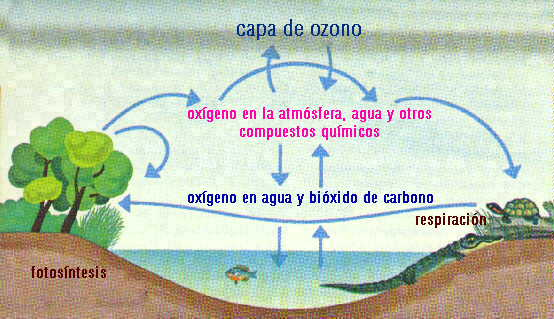 capa de ozono
oxígeno en la atmósfera, agua y otros
compuestos químicos
oxígeno en agua y bióxido de carbono
respiración
fotosíntesis